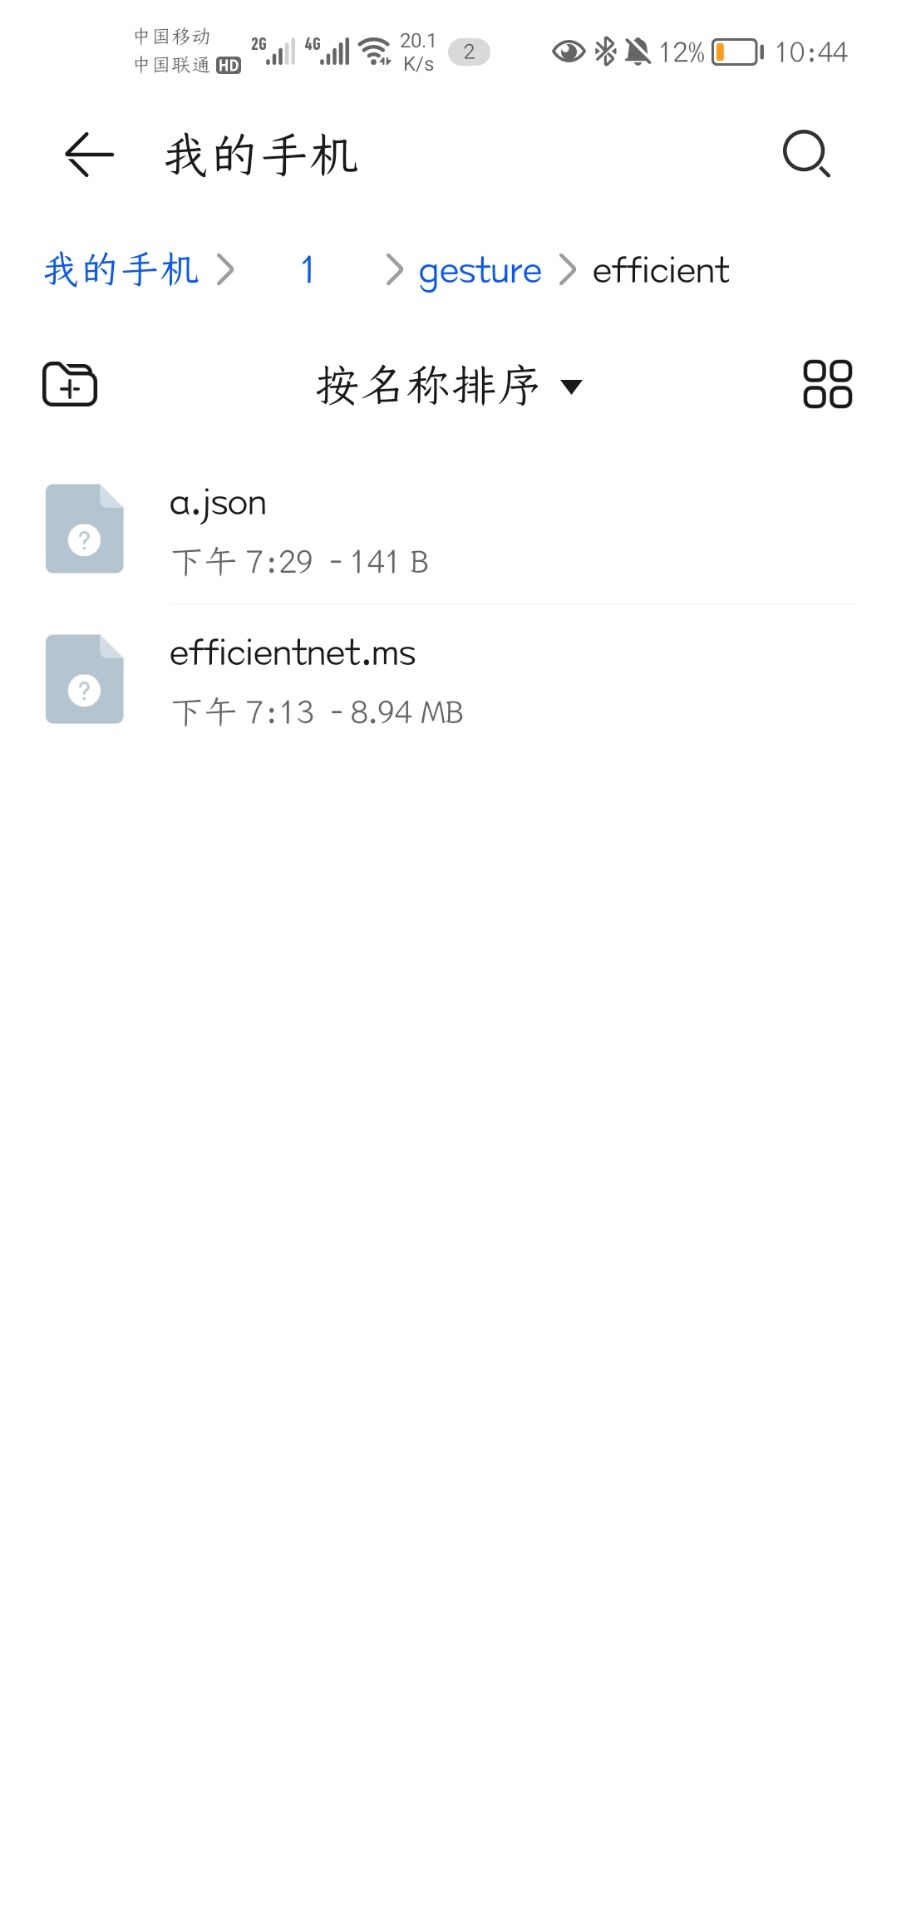 中国移动 2G 4G 20.1 K/s 2 12% 10:44
中国联通 HD
我的手机
我的手机 1 gesture efficient
按名称排序
a.json
下午 7:29 - 141 B
efficientnet.ms
下午 7:13 - 8.94 MB